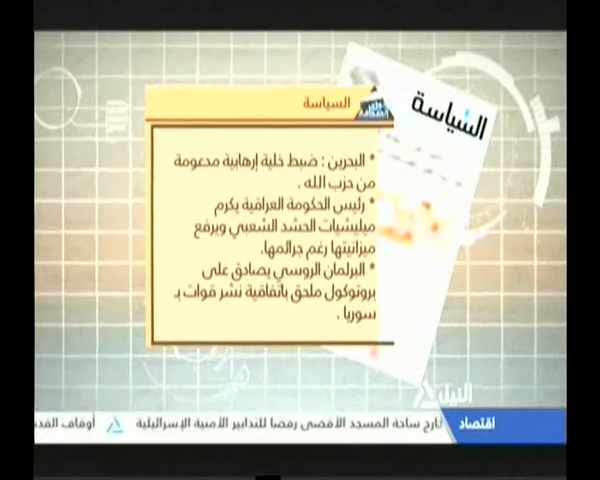 السياسة
السياسة
* البحرين : ضبط خلية إرهابية مدعومة
من حزب الله .
* رئيس الحكومة العراقية يكرم
ميليشيات الحشد الشعبي ويرفع
ميزانيتها رغم جرائمها.
* البرلمان الروسي يصادق على
بروتوكول ملحق باتفاقية نشر قوات بـ
سوريا .
النيل
اقتصاد
خارج ساحة المسجد الأقصى رفضا للتدابير الأمنية الإسرائيلية
أوقاف القدس